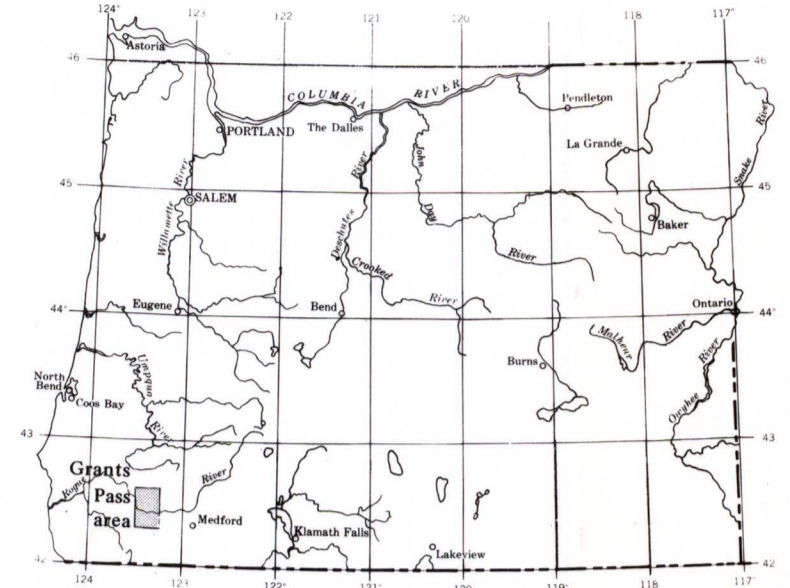 124° 123 122 121 120 118 117°
46 Astoria 46
COLUMBIA RIVER
Pendleton
PORTLAND The Dalles
La Grande
River
John
River
River
Snake
45 45
SALEM
Day
Baker
Willamette
Deschutes
Crooked
River
River
Eugene Bend Ontario
44° 44°
Malheur River
River
Burns
North
Bend
Umpqua
Coos Bay
Owyhee
River
43 43
Grants
Pass
area
Rogue River
Medford
Klamath Falls
Lakeview
42 42
124 123 122° 121° 120° 119° 118 117°